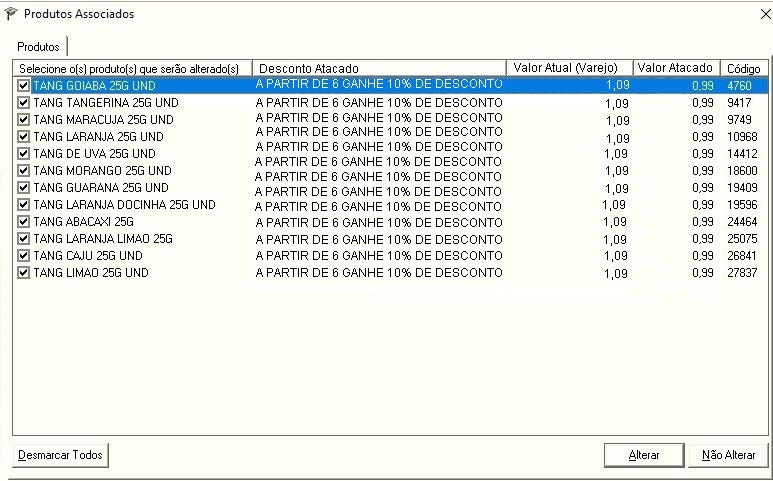 Produtos Associados
Produtos
Selecione o(s) produto(s) que serão alterado(s) Desconto Atacado Valor Atual (Varejo) Valor Atacado Código
TANG GOIABA 25G UND A PARTIR DE 6 GANHE 10% DE DESCONTO 1,09 0,99 4760
TANG TANGERINA 25G UND A PARTIR DE 6 GANHE 10% DE DESCONTO 1,09 0,99 9417
TANG MARACUJA 25G UND A PARTIR DE 6 GANHE 10% DE DESCONTO 1,09 0,99 9749
TANG LARANJA 25G UND A PARTIR DE 6 GANHE 10% DE DESCONTO 1,09 0,99 10968
TANG DE UVA 25G UND A PARTIR DE 6 GANHE 10% DE DESCONTO 1,09 0,99 14412
TANG MORANGO 25G UND A PARTIR DE 6 GANHE 10% DE DESCONTO 1,09 0,99 18600
TANG GUARANA 25G UND A PARTIR DE 6 GANHE 10% DE DESCONTO 1,09 0,99 19409
TANG LARANJA DOCINHA 25G UND A PARTIR DE 6 GANHE 10% DE DESCONTO 1,09 0,99 19596
TANG ABACAXI 25G A PARTIR DE 6 GANHE 10% DE DESCONTO 1,09 0,99 24464
TANG LARANJA LIMAO 25G A PARTIR DE 6 GANHE 10% DE DESCONTO 1,09 0,99 25075
TANG CAJU 25G UND A PARTIR DE 6 GANHE 10% DE DESCONTO 1,09 0,99 26841
TANG LIMAO 25G UND A PARTIR DE 6 GANHE 10% DE DESCONTO 1,09 0,99 27837
Desmarcar Todos Alterar Não Alterar